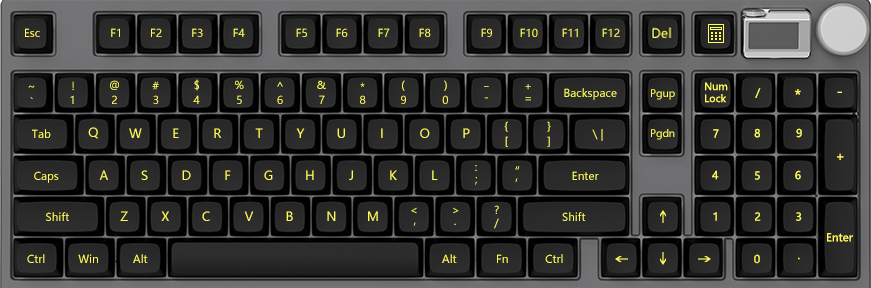 Esc F1 F2 F3 F4 F5 F6 F7 F8 F9 F10 F11 F12 Del
~ ! @ # $ % ^ & * ( ) _ +
` 1 2 3 4 5 6 7 8 9 0 - = Backspace Pgup Num Lock / * -
Tab Q W E R T Y U I O P { [ } ] \ | Pgdn 7 8 9 +
Caps A S D F G H J K L : ; " ' Enter 4 5 6
Shift Z X C V B N M < , > . ? / Shift ↑ 1 2 3 Enter
Ctrl Win Alt Alt Fn Ctrl ← ↓ → 0 .